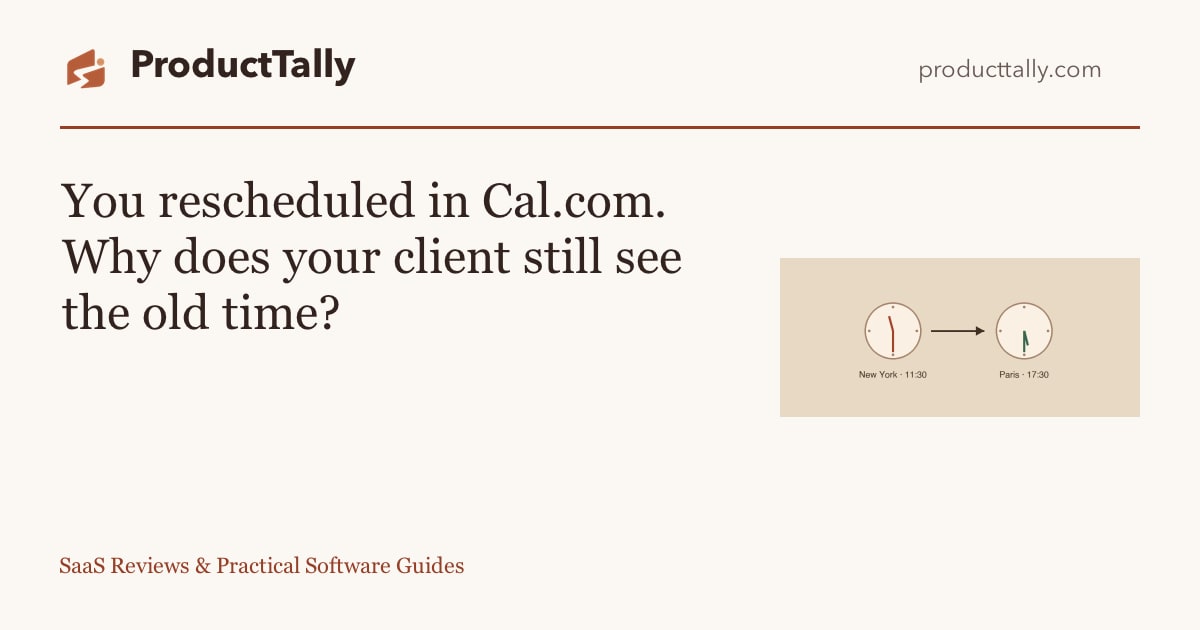 ProductTally
producttally.com
You rescheduled in Cal.com.
Why does your client still see
the old time?
New York · 11:30
Paris · 17:30
SaaS Reviews & Practical Software Guides